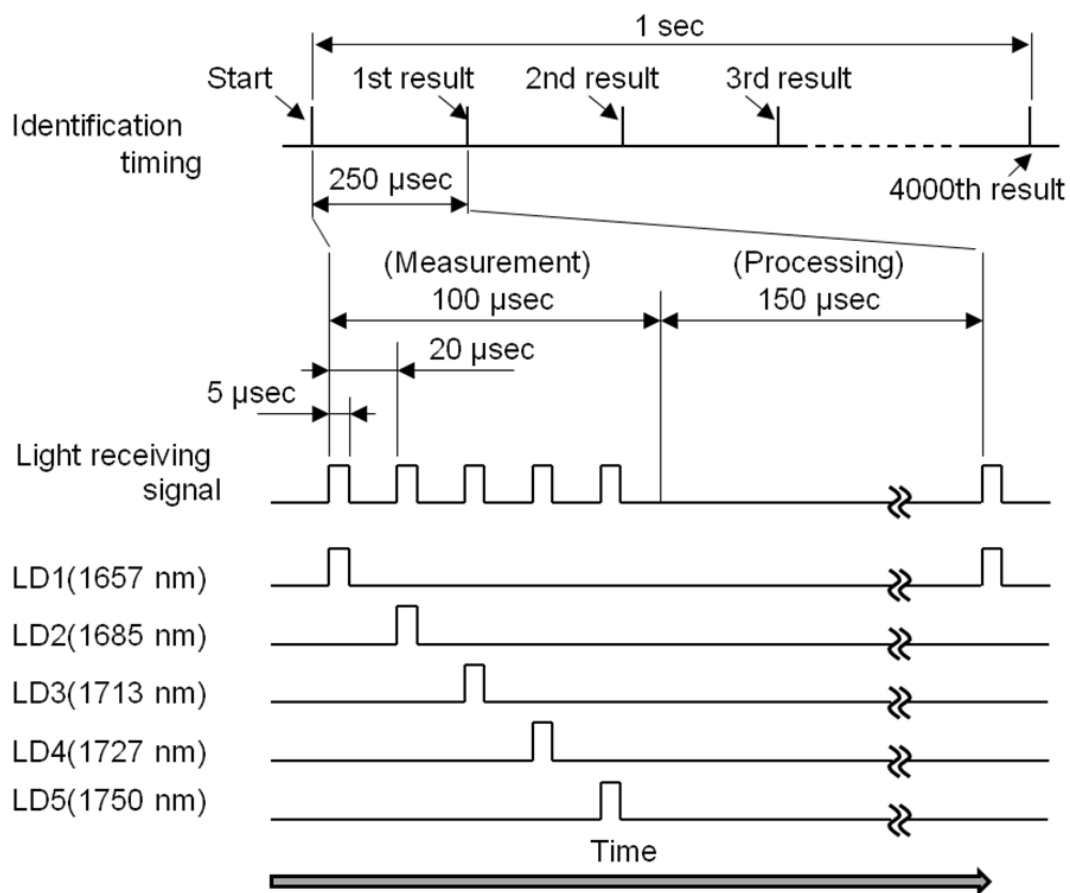 1 sec
Start
1st result
2nd result
3rd result
Identification
timing
4000th result
250 µsec
(Measurement)
100 µsec
(Processing)
150 µsec
20 µsec
5 µsec
Light receiving
signal
LD1(1657 nm)
LD2(1685 nm)
LD3(1713 nm)
LD4(1727 nm)
LD5(1750 nm)
Time